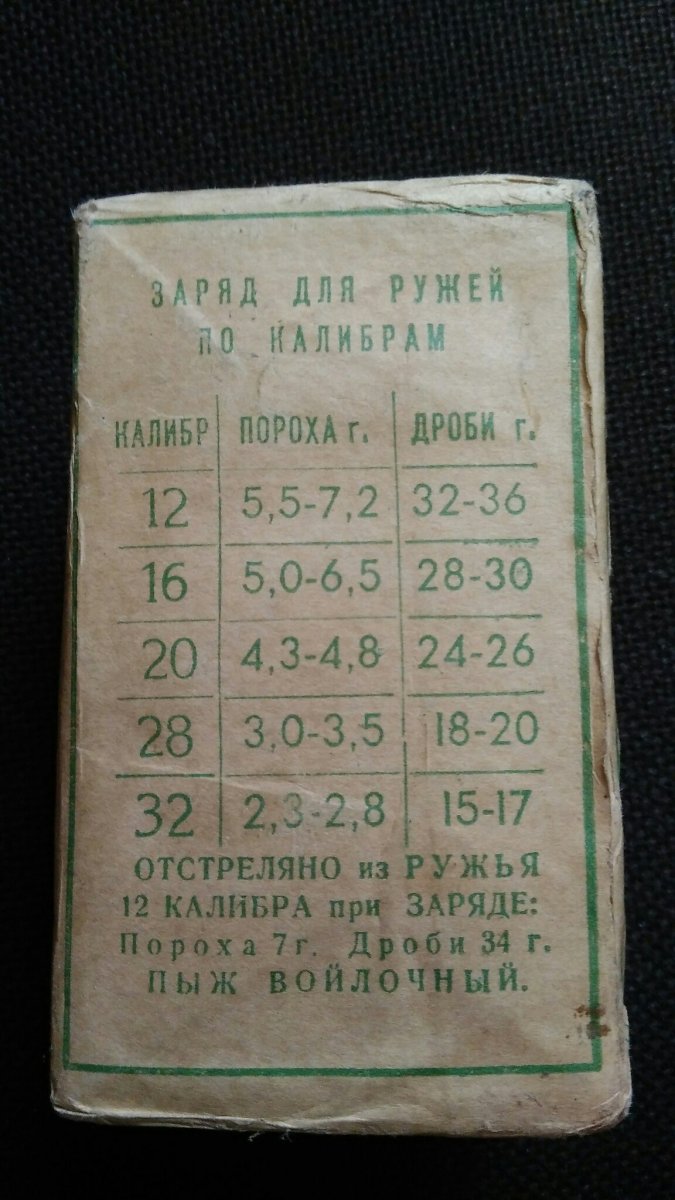 ЗАРЯД ДЛЯ РУЖЕЙ
ПО КАЛИБРАМ
КАЛИБР ПОРОХА г. ДРОБИ г.
12 5,5-7,2 32-36
16 5,0-6,5 28-30
20 4,3-4,8 24-26
28 3,0-3,5 18-20
32 2,3-2,8 15-17
ОТСТРЕЛЯНО из РУЖЬЯ
12 КАЛИБРА при ЗАРЯДЕ:
Пороха 7г. Дроби 34 г.
ПЫЖ ВОЙЛОЧНЫЙ.